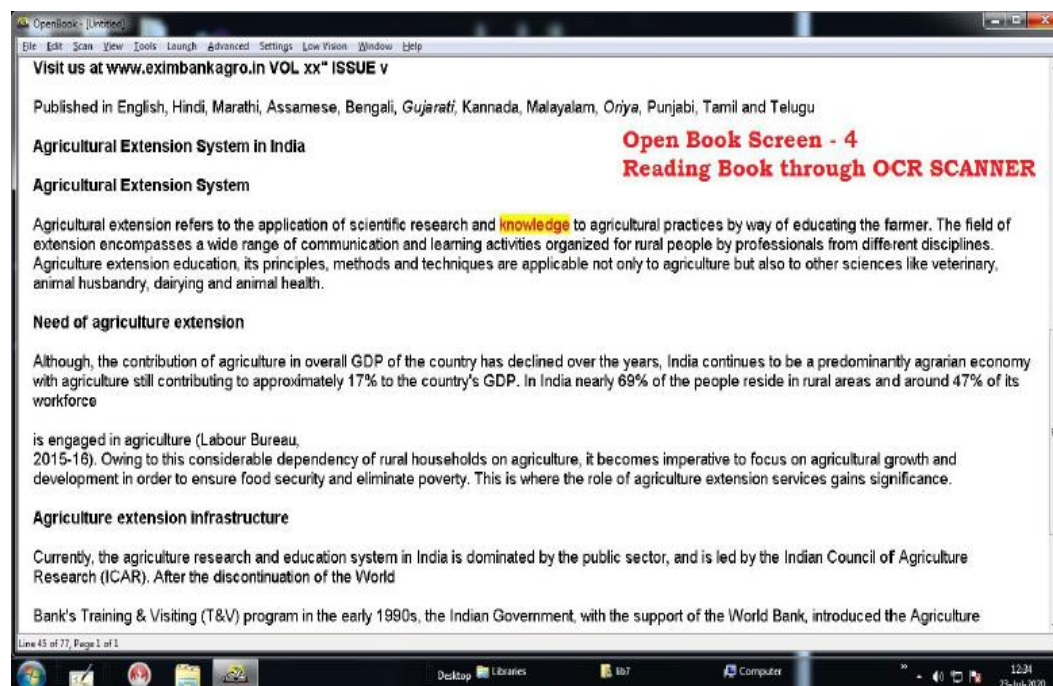 OpenBook - [Untitled]
File Edit Scan View Tools Launch Advanced Settings Low Vision Window Help
Visit us at www.eximbankagro.in VOL xx" ISSUE v
Published in English, Hindi, Marathi, Assamese, Bengali, Gujarati, Kannada, Malayalam, Oriya, Punjabi, Tamil and Telugu
Agricultural Extension System in India
Open Book Screen - 4
Reading Book through OCR SCANNER
Agricultural Extension System
Agricultural extension refers to the application of scientific research and knowledge to agricultural practices by way of educating the farmer. The field of
extension encompasses a wide range of communication and learning activities organized for rural people by professionals from different disciplines.
Agriculture extension education, its principles, methods and techniques are applicable not only to agriculture but also to other sciences like veterinary,
animal husbandry, dairying and animal health.
Need of agriculture extension
Although, the contribution of agriculture in overall GDP of the country has declined over the years, India continues to be a predominantly agrarian economy
with agriculture still contributing to approximately 17% to the country's GDP. In India nearly 69% of the people reside in rural areas and around 47% of its
workforce
is engaged in agriculture (Labour Bureau,
2015-16). Owing to this considerable dependency of rural households on agriculture, it becomes imperative to focus on agricultural growth and
development in order to ensure food security and eliminate poverty. This is where the role of agriculture extension services gains significance.
Agriculture extension infrastructure
Currently, the agriculture research and education system in India is dominated by the public sector, and is led by the Indian Council of Agriculture
Research (ICAR). After the discontinuation of the World
Bank's Training & Visiting (T&V) program in the early 1990s, the Indian Government, with the support of the World Bank, introduced the Agriculture
Line 45 of 77, Page 1 of 1
Desktop Libraries lib7 Computer 12:34
23-Jul-2020